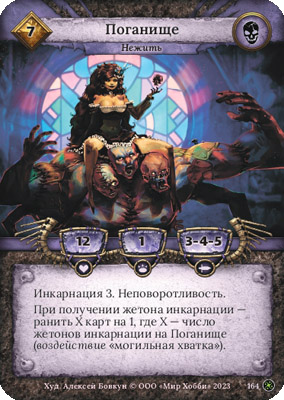 7
Поганище
Нежить
12
1
3-4-5
Инкарнация 3. Неповоротливость.
При получении жетона инкарнации —
ранить X карт на 1, где X — число
жетонов инкарнации на Поганище
(воздействие «могильная хватка»).
Худ. Алексей Бовкун © ООО «Мир Хобби» 2023
164